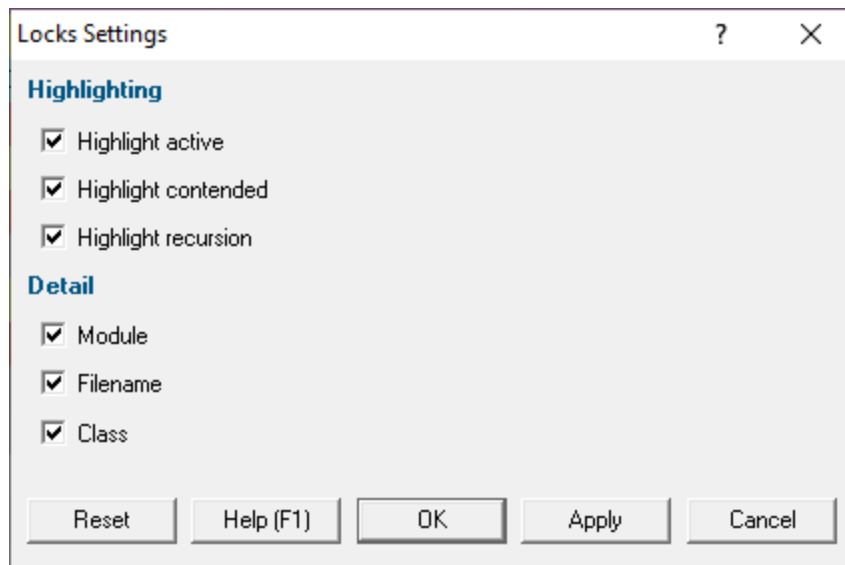 Locks Settings ?
Highlighting
Highlight active
Highlight contended
Highlight recursion
Detail
Module
Filename
Class
Reset Help (F1) OK Apply Cancel